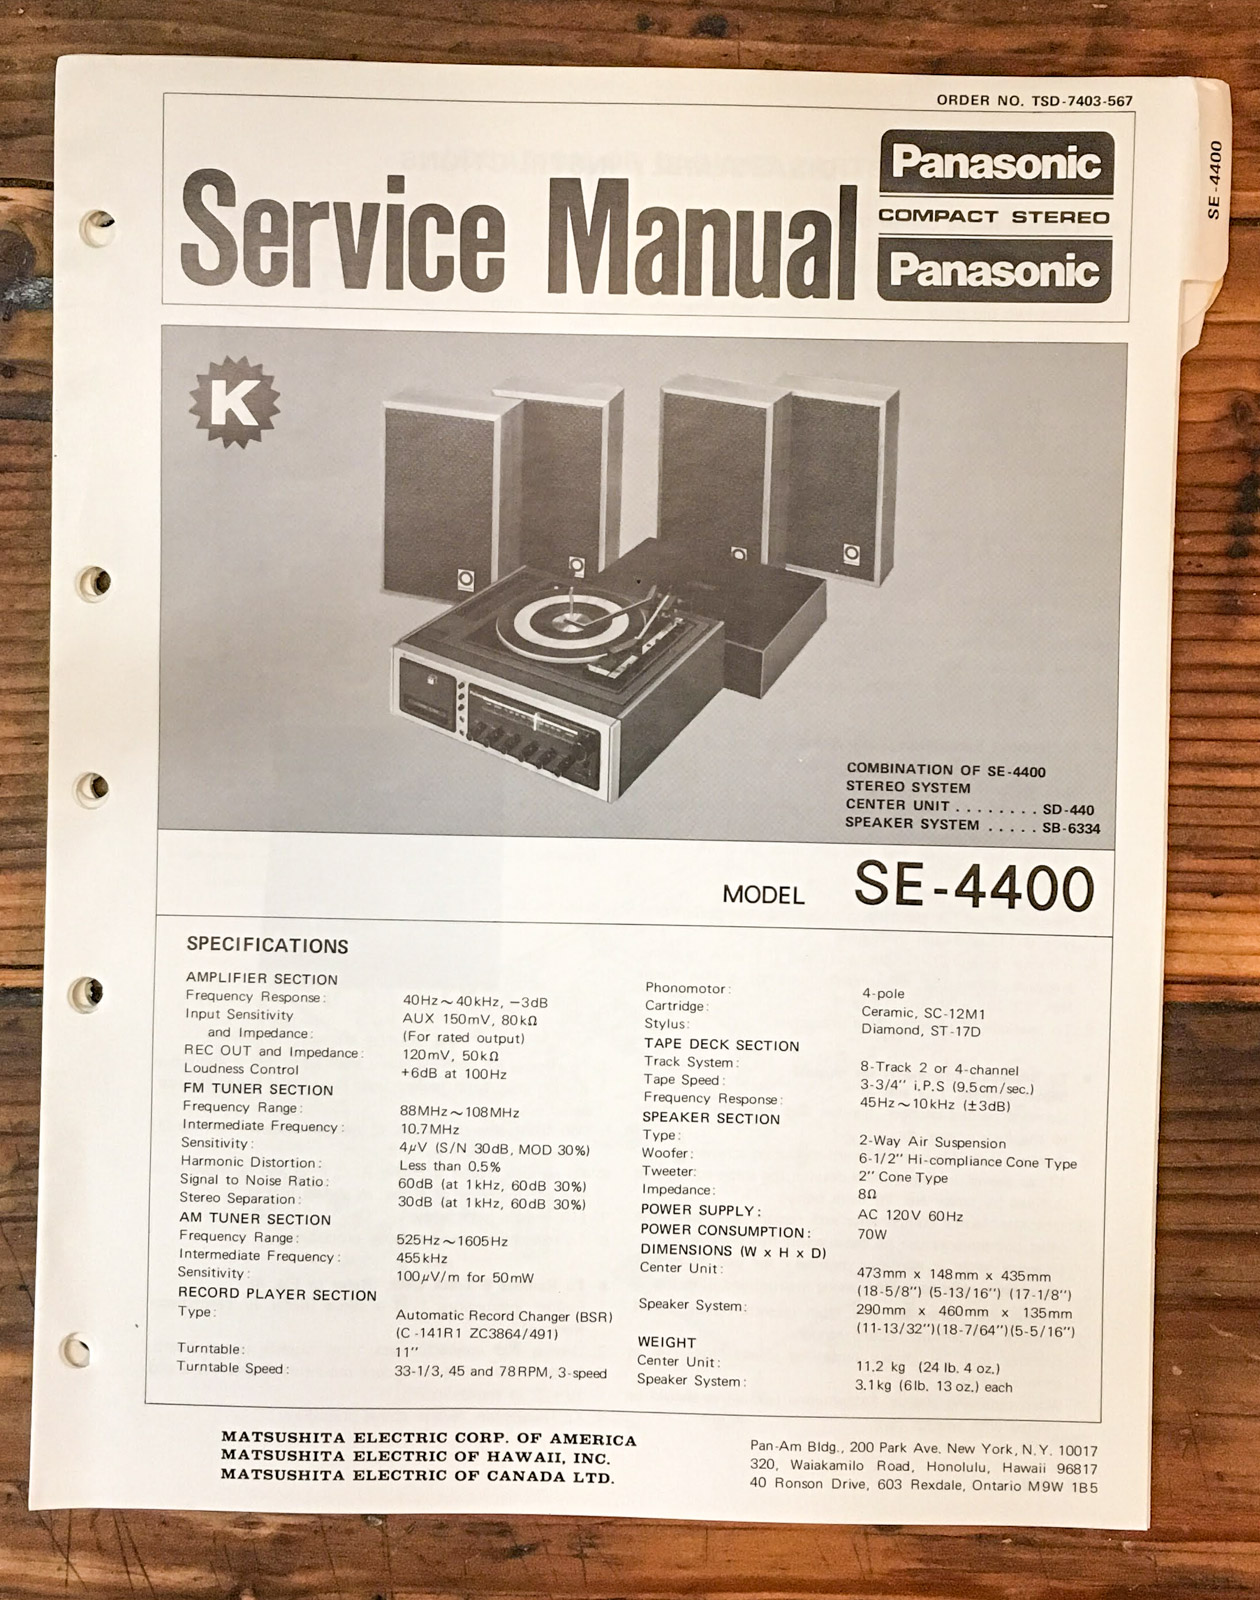 ORDER NO. TSD-7403-567
Service Manual
Panasonic
COMPACT STEREO
Panasonic
SE-4400
K
COMBINATION OF SE-4400
STEREO SYSTEM
CENTER UNIT ........ SD-440
SPEAKER SYSTEM ..... SB-6334
MODEL SE-4400
SPECIFICATIONS
AMPLIFIER SECTION
Frequency Response: 40Hz~40kHz, −3dB
Input Sensitivity AUX 150mV, 80kΩ
and Impedance: (For rated output)
REC OUT and Impedance: 120mV, 50kΩ
Loudness Control +6dB at 100Hz
FM TUNER SECTION
Frequency Range: 88MHz~108MHz
Intermediate Frequency: 10.7MHz
Sensitivity: 4μV (S/N 30dB, MOD 30%)
Harmonic Distortion: Less than 0.5%
Signal to Noise Ratio: 60dB (at 1kHz, 60dB 30%)
Stereo Separation: 30dB (at 1kHz, 60dB 30%)
AM TUNER SECTION
Frequency Range: 525Hz~1605Hz
Intermediate Frequency: 455kHz
Sensitivity: 100μV/m for 50mW
RECORD PLAYER SECTION
Type: Automatic Record Changer (BSR)
(C-141R1 ZC3864/491)
Turntable: 11"
Turntable Speed: 33-1/3, 45 and 78RPM, 3-speed
Phonomotor: 4-pole
Cartridge: Ceramic, SC-12M1
Stylus: Diamond, ST-17D
TAPE DECK SECTION
Track System: 8-Track 2 or 4-channel
Tape Speed: 3-3/4" i.P.S (9.5cm/sec.)
Frequency Response: 45Hz~10kHz (±3dB)
SPEAKER SECTION
Type: 2-Way Air Suspension
Woofer: 6-1/2" Hi-compliance Cone Type
Tweeter: 2" Cone Type
Impedance: 8Ω
POWER SUPPLY: AC 120V 60Hz
POWER CONSUMPTION: 70W
DIMENSIONS (W x H x D)
Center Unit: 473mm x 148mm x 435mm
(18-5/8") (5-13/16") (17-1/8")
Speaker System: 290mm x 460mm x 135mm
(11-13/32")(18-7/64")(5-5/16")
WEIGHT
Center Unit: 11.2 kg (24 lb. 4 oz.)
Speaker System: 3.1kg (6lb. 13 oz.) each
MATSUSHITA ELECTRIC CORP. OF AMERICA Pan-Am Bldg., 200 Park Ave. New York, N.Y. 10017
MATSUSHITA ELECTRIC OF HAWAII, INC. 320, Waiakamilo Road, Honolulu, Hawaii 96817
MATSUSHITA ELECTRIC OF CANADA LTD. 40 Ronson Drive, 603 Rexdale, Ontario M9W 1B5